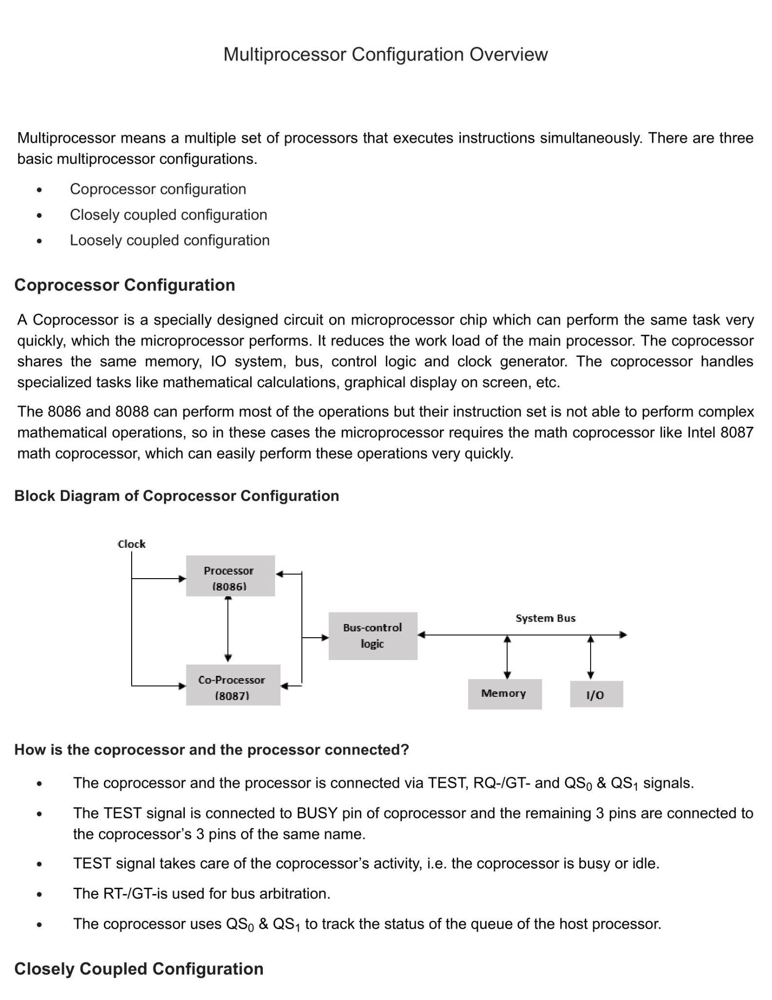 Multiprocessor Configuration Overview
Multiprocessor means a multiple set of processors that executes instructions simultaneously. There are three
basic multiprocessor configurations.
• Coprocessor configuration
• Closely coupled configuration
• Loosely coupled configuration
Coprocessor Configuration
A Coprocessor is a specially designed circuit on microprocessor chip which can perform the same task very
quickly, which the microprocessor performs. It reduces the work load of the main processor. The coprocessor
shares the same memory, IO system, bus, control logic and clock generator. The coprocessor handles
specialized tasks like mathematical calculations, graphical display on screen, etc.
The 8086 and 8088 can perform most of the operations but their instruction set is not able to perform complex
mathematical operations, so in these cases the microprocessor requires the math coprocessor like Intel 8087
math coprocessor, which can easily perform these operations very quickly.
Block Diagram of Coprocessor Configuration
Clock
Processor
(8086)
Bus-control
logic
System Bus
Co-Processor
(8087)
Memory
I/O
How is the coprocessor and the processor connected?
• The coprocessor and the processor is connected via TEST, RQ-/GT- and QS0 & QS1 signals.
• The TEST signal is connected to BUSY pin of coprocessor and the remaining 3 pins are connected to
the coprocessor’s 3 pins of the same name.
• TEST signal takes care of the coprocessor’s activity, i.e. the coprocessor is busy or idle.
• The RT-/GT-is used for bus arbitration.
• The coprocessor uses QS0 & QS1 to track the status of the queue of the host processor.
Closely Coupled Configuration